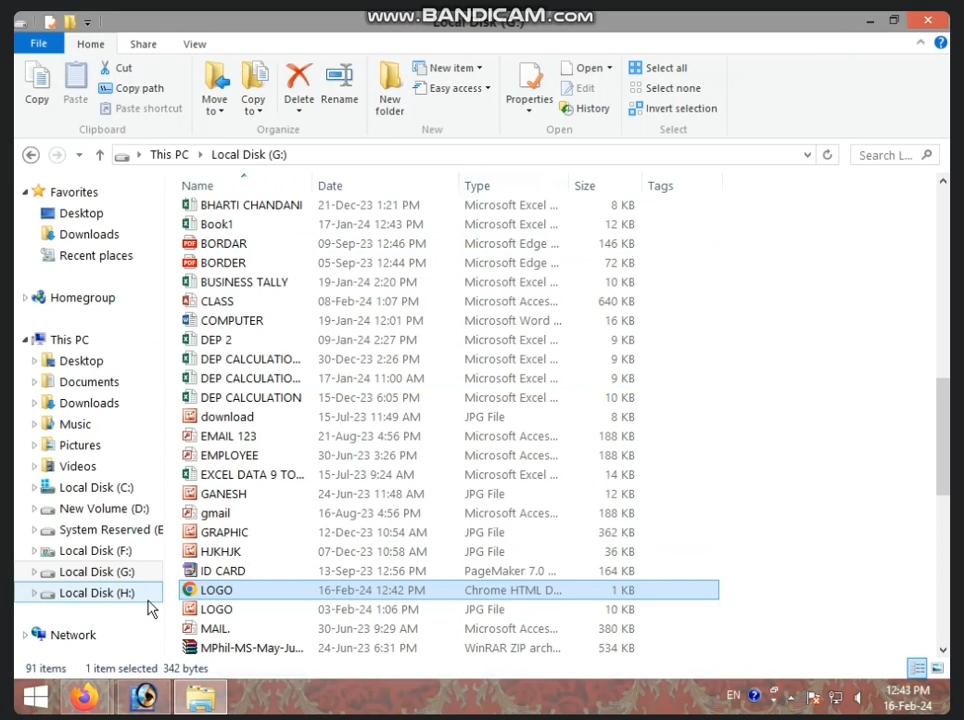 www.BANDICAM.com
File Home Share View
Copy
Paste
Cut
Copy path
Paste shortcut
Clipboard
Move to
Copy to
Delete
Rename
Organize
New folder
New item
Easy access
New
Properties
Open
Edit
History
Open
Select all
Select none
Invert selection
Select
This PC Local Disk (G:)
Search L...
Favorites
Desktop
Downloads
Recent places
Homegroup
This PC
Desktop
Documents
Downloads
Music
Pictures
Videos
Local Disk (C:)
New Volume (D:)
System Reserved (E
Local Disk (F:)
Local Disk (G:)
Local Disk (H:)
Network
Name Date Type Size Tags
BHARTI CHANDANI 21-Dec-23 1:21 PM Microsoft Excel ... 8 KB
Book1 17-Jan-24 12:43 PM Microsoft Excel ... 12 KB
BORDAR 09-Sep-23 12:46 PM Microsoft Edge ... 146 KB
BORDER 05-Sep-23 12:44 PM Microsoft Edge ... 72 KB
BUSINESS TALLY 19-Jan-24 2:20 PM Microsoft Excel ... 10 KB
CLASS 08-Feb-24 1:07 PM Microsoft Acces... 640 KB
COMPUTER 19-Jan-24 12:01 PM Microsoft Word ... 16 KB
DEP 2 09-Jan-24 2:27 PM Microsoft Excel ... 9 KB
DEP CALCULATIO... 30-Dec-23 2:26 PM Microsoft Excel ... 9 KB
DEP CALCULATIO... 17-Jan-24 11:00 AM Microsoft Excel ... 9 KB
DEP CALCULATION 15-Dec-23 6:05 PM Microsoft Excel ... 10 KB
download 15-Jul-23 11:49 AM JPG File 8 KB
EMAIL 123 21-Aug-23 4:56 PM Microsoft Acces... 188 KB
EMPLOYEE 30-Jun-23 3:26 PM Microsoft Acces... 188 KB
EXCEL DATA 9 TO... 15-Jul-23 9:24 AM Microsoft Excel ... 14 KB
GANESH 24-Jun-23 11:48 AM JPG File 12 KB
gmail 16-Aug-23 4:56 PM Microsoft Acces... 188 KB
GRAPHIC 12-Dec-23 10:54 AM JPG File 362 KB
HJKHJK 07-Dec-23 10:58 AM JPG File 36 KB
ID CARD 13-Sep-23 12:56 PM PageMaker 7.0 ... 164 KB
LOGO 16-Feb-24 12:42 PM Chrome HTML D... 1 KB
LOGO 03-Feb-24 1:06 PM JPG File 10 KB
MAIL. 30-Jun-23 9:29 AM Microsoft Acces... 380 KB
MPhil-MS-May-Ju... 24-Jun-23 6:31 PM WinRAR ZIP arch... 534 KB
91 items 1 item selected 342 bytes
EN
12:43 PM
16-Feb-24